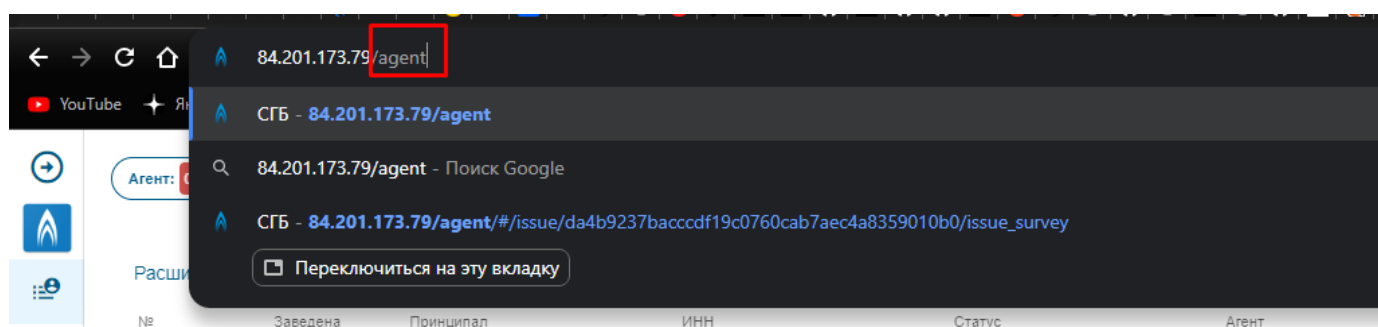 84.201.173.79/agent
YouTube
СГБ - 84.201.173.79/agent
84.201.173.79/agent - Поиск Google
Агент:
СГБ - 84.201.173.79/agent/#/issue/da4b9237bacccdf19c0760cab7aec4a8359010b0/issue_survey
Переключиться на эту вкладку
№ Заведена Принципал ИНН Статус Агент